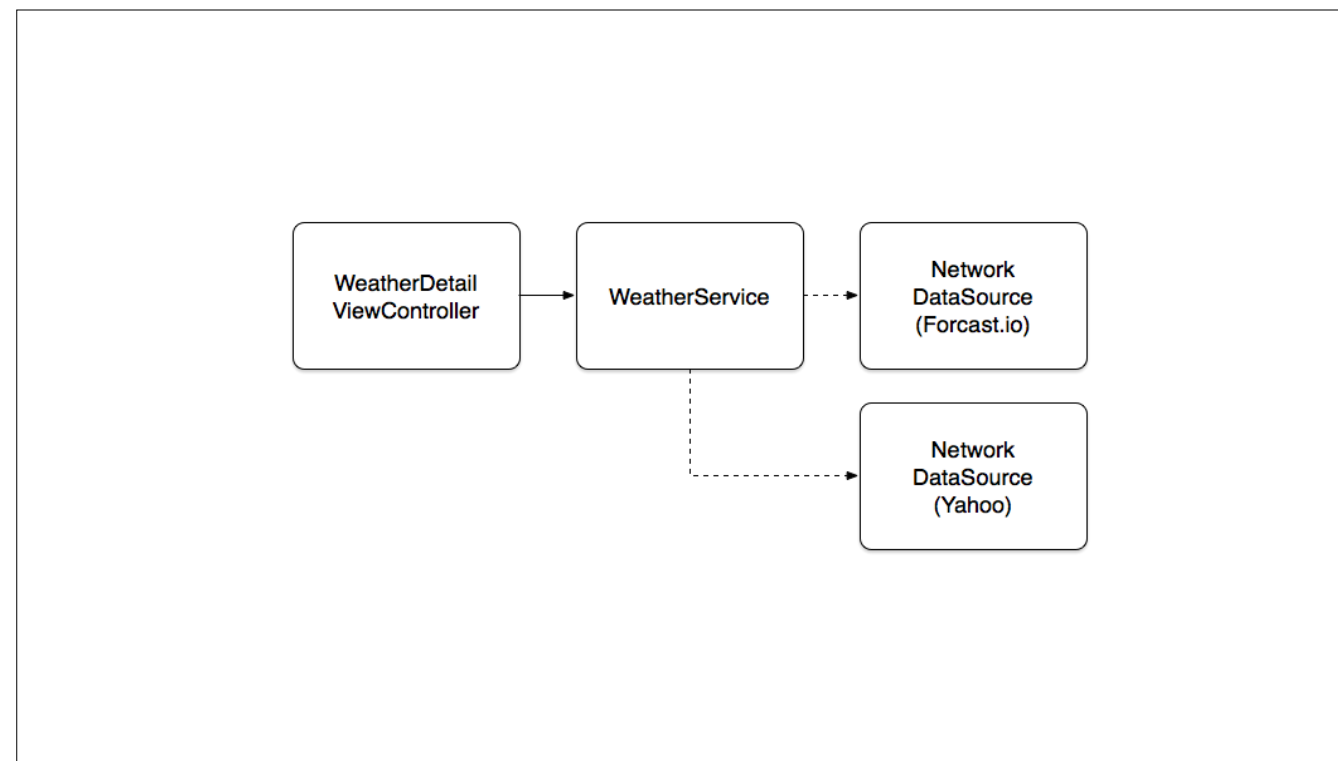 WeatherDetail
ViewController
WeatherService
Network
DataSource
(Forcast.io)
Network
DataSource
(Yahoo)